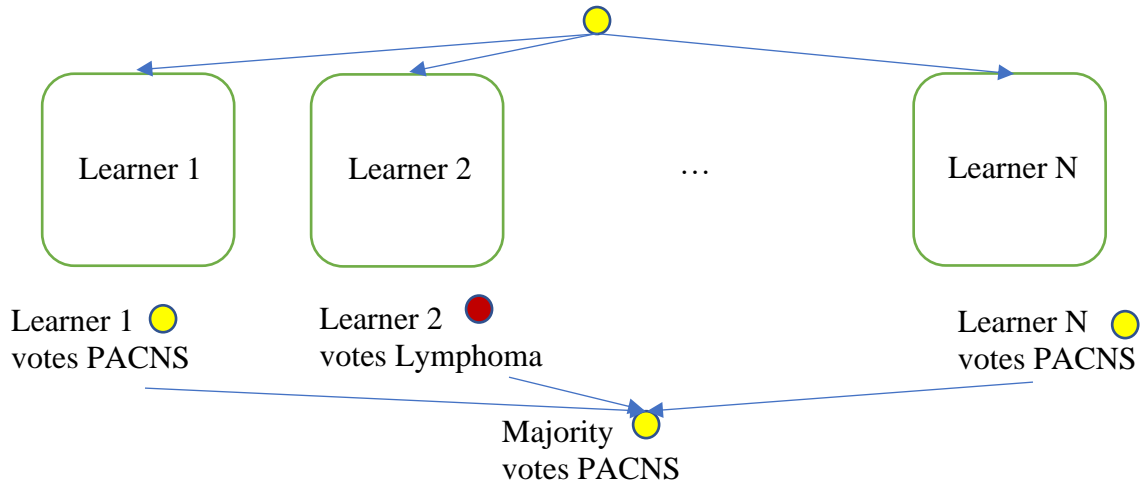 Learner 1
Learner 2
…
Learner N
Learner 1
votes PACNS
Learner 2
votes Lymphoma
Learner N
votes PACNS
Majority
votes PACNS